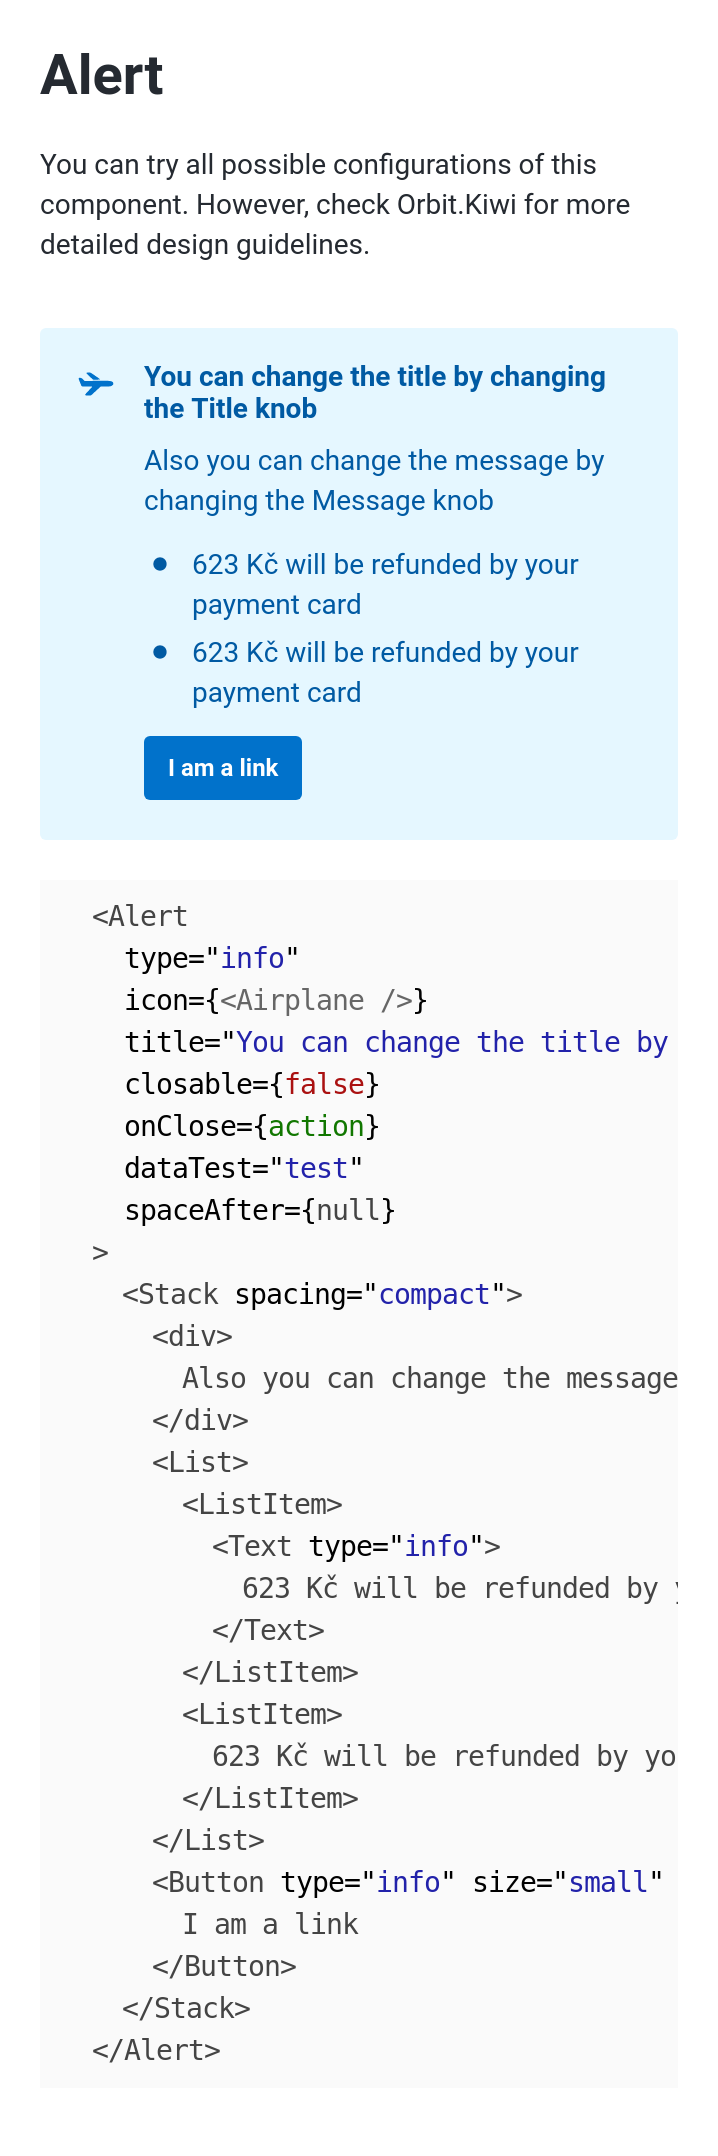 Alert
You can try all possible configurations of this
component. However, check Orbit.Kiwi for more
detailed design guidelines.
You can change the title by changing
the Title knob
Also you can change the message by
changing the Message knob
623 Kč will be refunded by your
payment card
623 Kč will be refunded by your
payment card
I am a link
<Alert
type="info"
icon={<Airplane />}
title="You can change the title by
closable={false}
onClose={action}
dataTest="test"
spaceAfter={null}
>
<Stack spacing="compact">
<div>
Also you can change the message
</div>
<List>
<ListItem>
<Text type="info">
623 Kč will be refunded by
</Text>
</ListItem>
<ListItem>
623 Kč will be refunded by yo
</ListItem>
</List>
<Button type="info" size="small"
I am a link
</Button>
</Stack>
</Alert>